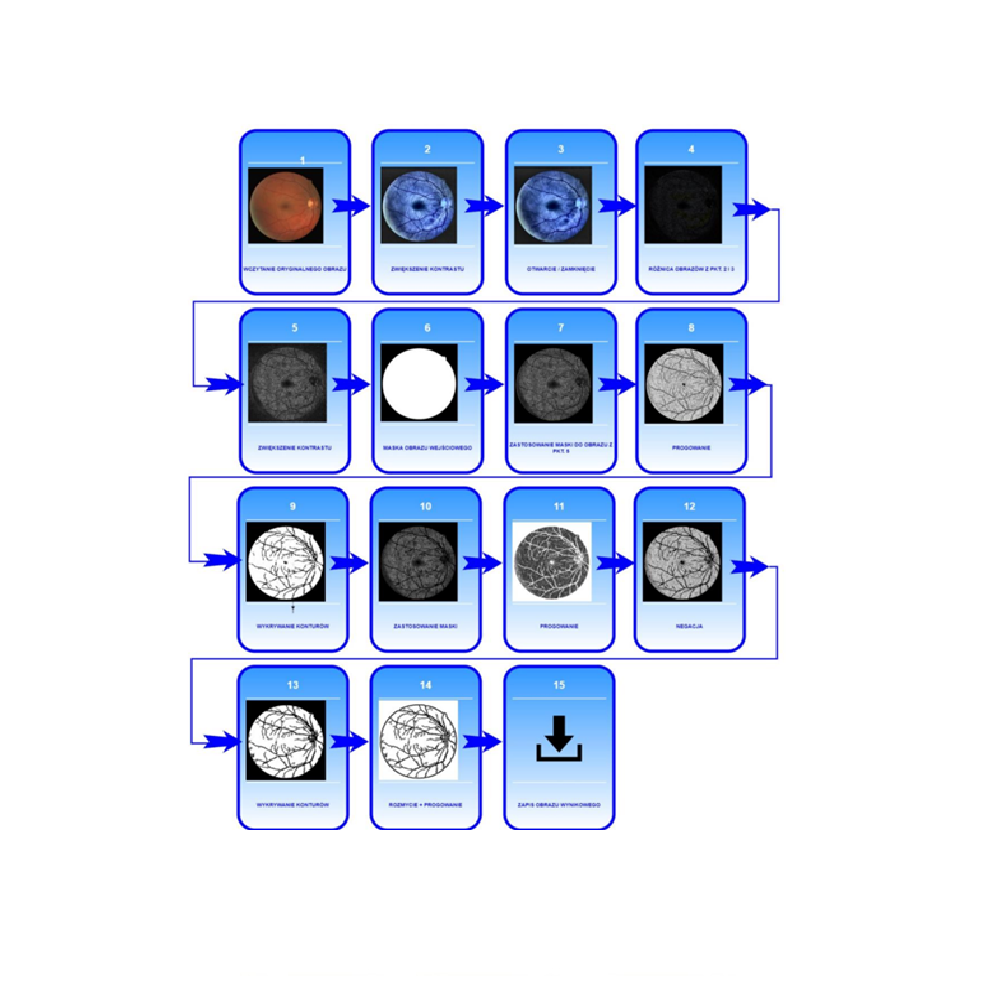 1
2
3
4
WCZYTANIE ORYGINALNEGO OBRAZU
ZWIĘKSZENIE KONTRASTU
OTWARCIE / ZAMKNIĘCIE
RÓŻNICA OBRAZÓW Z PKT. 2 I 3
5
6
7
8
ZWIĘKSZENIE KONTRASTU
MASKA OBRAZU WEJŚCIOWEGO
ZASTOSOWANIE MASKI DO OBRAZU Z
PKT.
PROGOWANIE
9
10
11
12
WYKRYWANIE KONTURÓW
ZASTOSOWANIE MASKI
PROGOWANIE
NEGACJA
13
14
15
WYKRYWANIE KONTURÓW
ROZMYCIE + PROGOWANIE
ZAPIS OBRAZU WYNIKOWEGO